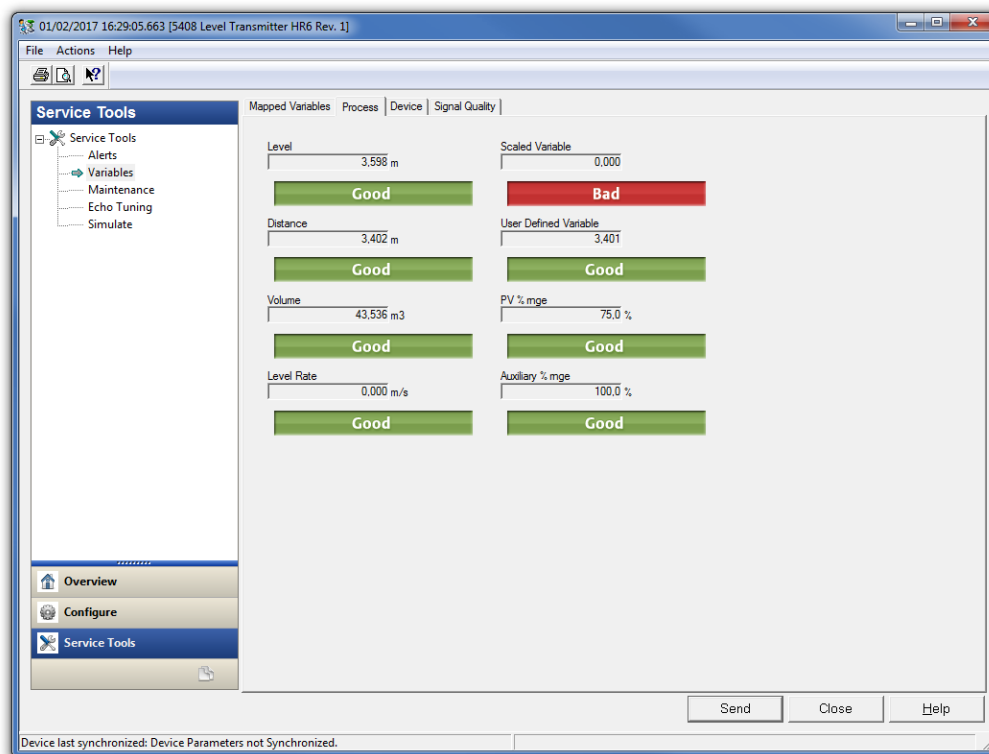 01/02/2017 16:29:05.663 [5408 Level Transmitter HR6 Rev. 1]
File Actions Help
Service Tools
Service Tools
Alerts
Variables
Maintenance
Echo Tuning
Simulate
Overview
Configure
Service Tools
Mapped Variables Process Device Signal Quality
Level
3,598 m
Good
Scaled Variable
0,000
Bad
Distance
3,402 m
Good
User Defined Variable
3,401
Good
Volume
43,536 m3
Good
PV % rnge
75,0 %
Good
Level Rate
0,000 m/s
Good
Auxiliary % rnge
100,0 %
Good
Send Close Help
Device last synchronized: Device Parameters not Synchronized.